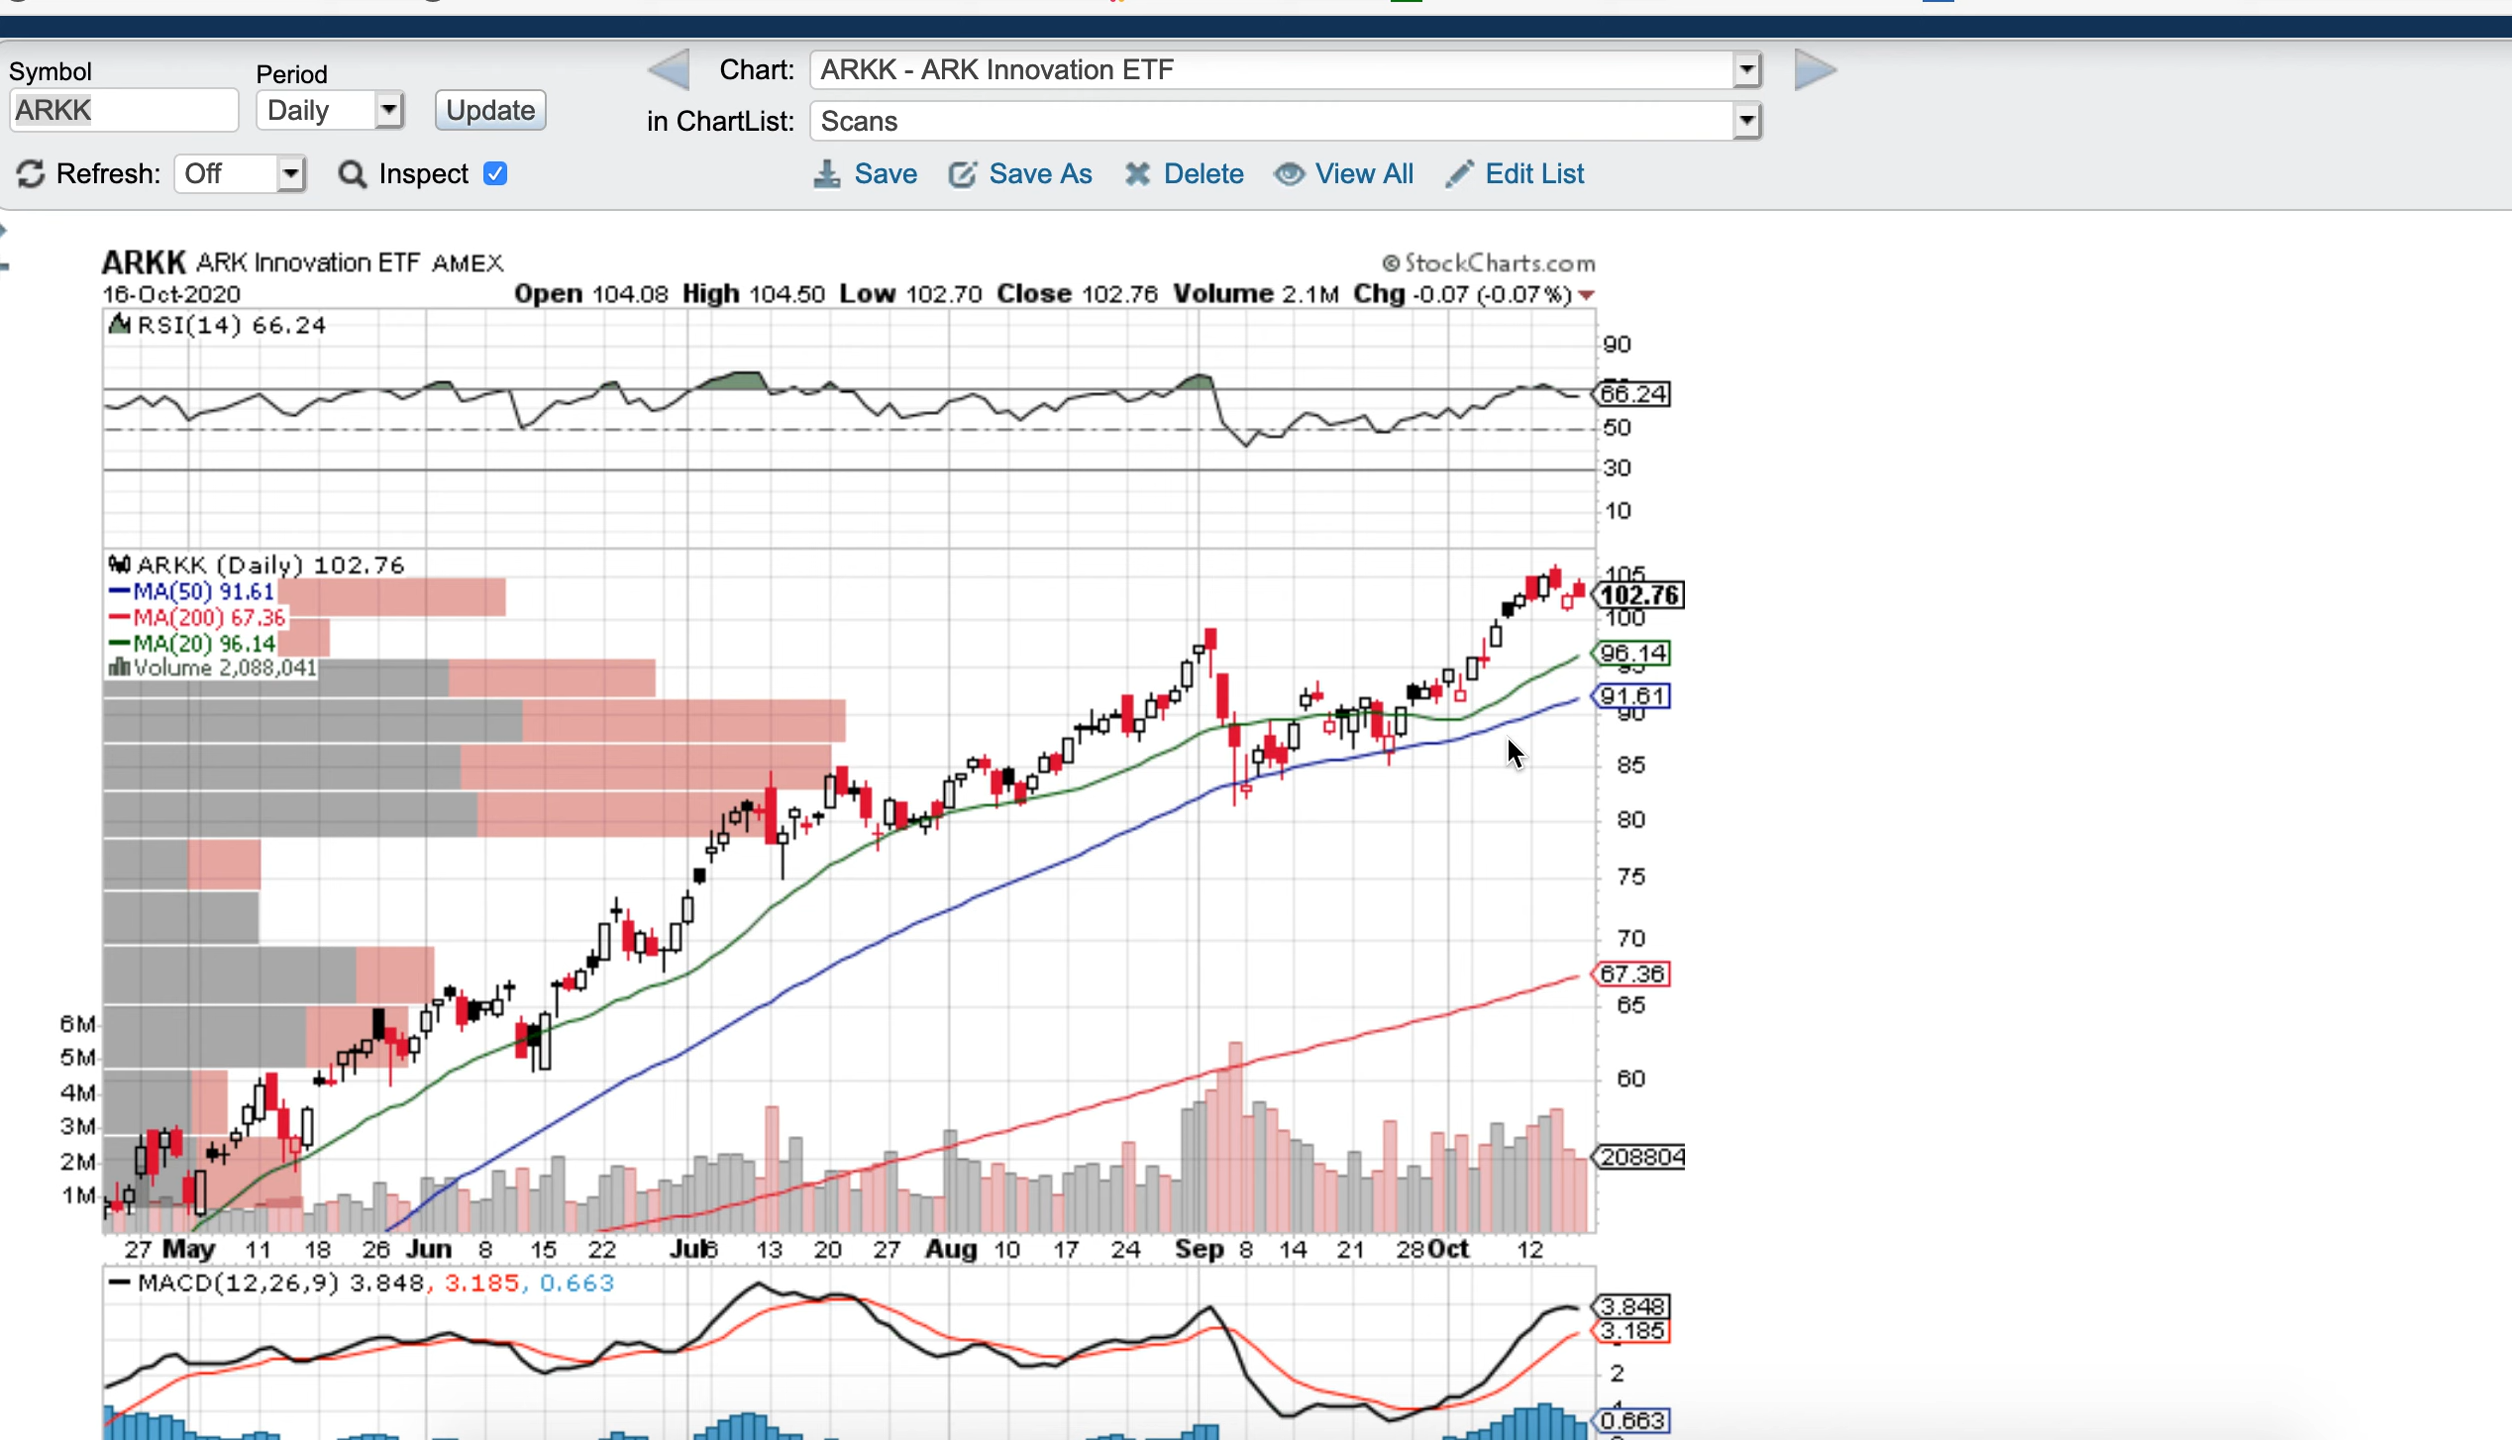 Symbol
Period
Chart: ARKK - ARK Innovation ETF
ARKK
Daily
Update
in ChartList: Scans
Refresh: Off
Inspect
Save
Save As
Delete
View All
Edit List
ARKK ARK Innovation ETF AMEX
© StockCharts.com
16-Oct-2020
Open 104.08 High 104.50 Low 102.70 Close 102.76 Volume 2.1M Chg -0.07 (-0.07%)
RSI(14) 66.24
90
66.24
50
30
10
ARKK (Daily) 102.76
MA(50) 91.61
MA(200) 67.36
MA(20) 96.14
Volume 2,088,041
105
102.76
100
96.14
95
91.61
90
85
80
75
70
67.36
65
60
208804
6M
5M
4M
3M
2M
1M
27 May 11 18 26 Jun 8 15 22 Jul 6 13 20 27 Aug 10 17 24 Sep 8 14 21 28 Oct 12
MACD(12,26,9) 3.848, 3.185, 0.663
3.848
3.185
2
0.663